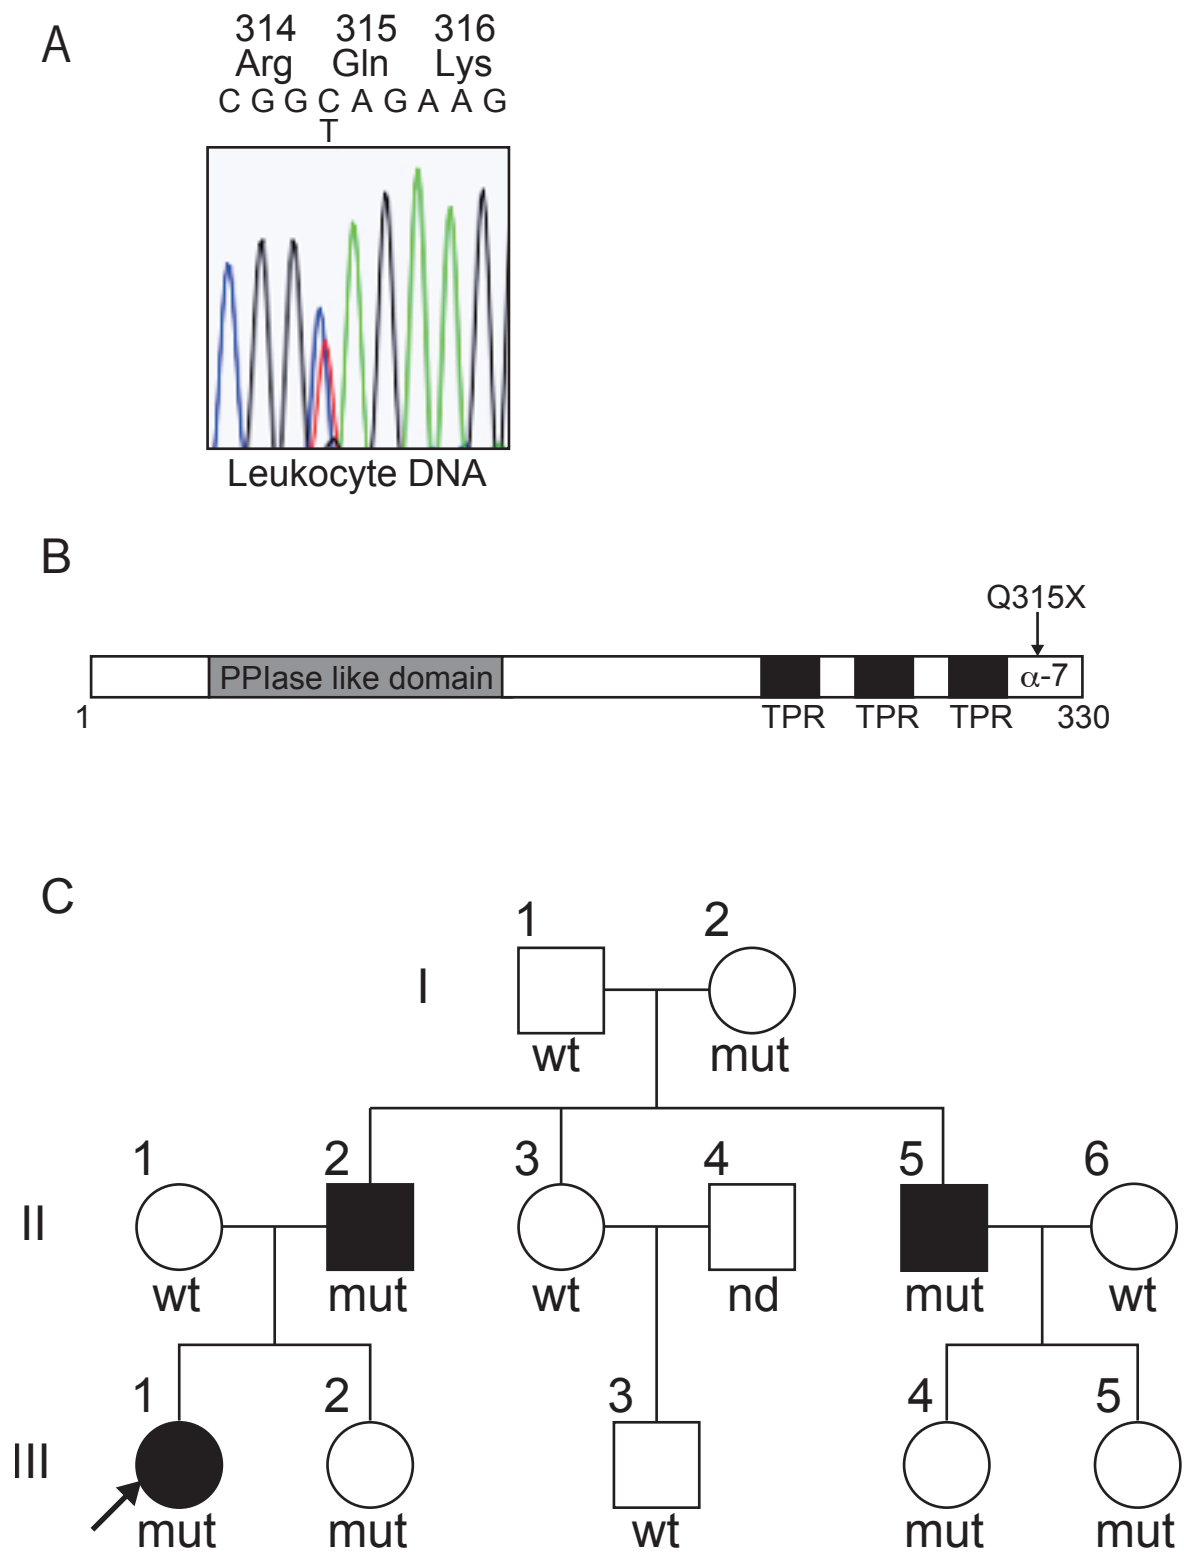 A
314 315 316
Arg Gln Lys
C G G C A G A A G
T
Leukocyte DNA
B
Q315X
PPIase like domain
α-7
1 TPR TPR TPR 330
C
1 2
I
wt mut
1 2 3 4 5 6
II
wt mut wt nd mut wt
1 2 3 4 5
III
mut mut wt mut mut